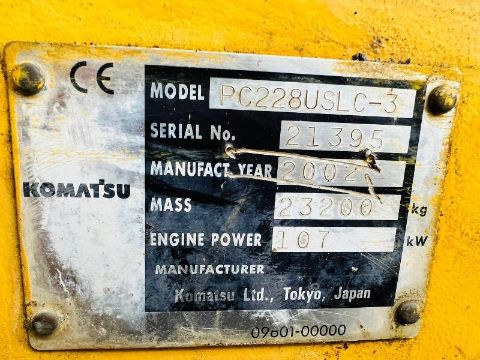 CE
MODEL PC228USLC-3
SERIAL No. 21395
MANUFACT. YEAR 2002
KOMATSU
MASS 23200 kg
ENGINE POWER 107 kW
MANUFACTURER
Komatsu Ltd., Tokyo, Japan
09601-00000